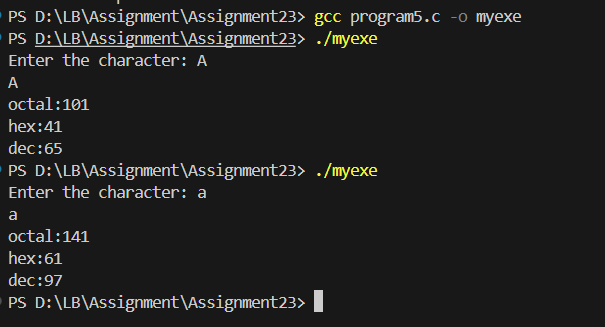 PS D:\LB\Assignment\Assignment23> gcc program5.c -o myexe
PS D:\LB\Assignment\Assignment23> ./myexe
Enter the character: A
A
octal:101
hex:41
dec:65
PS D:\LB\Assignment\Assignment23> ./myexe
Enter the character: a
a
octal:141
hex:61
dec:97
PS D:\LB\Assignment\Assignment23>